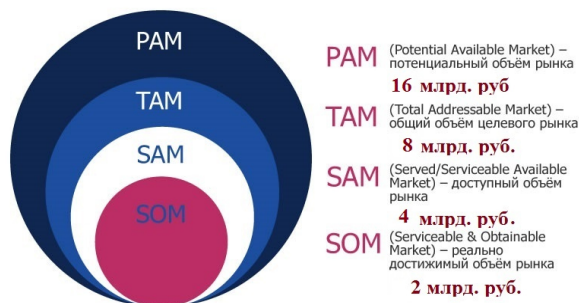 PAM
TAM
SAM
SOM
PAM (Potential Available Market) –
потенциальный объём рынка
16 млрд. руб
TAM (Total Addressable Market) –
общий объём целевого рынка
8 млрд. руб.
SAM (Served/Serviceable Available
Market) – доступный объём
рынка
4 млрд. руб.
SOM (Serviceable & Obtainable
Market) – реально
достижимый объём рынка
2 млрд. руб.